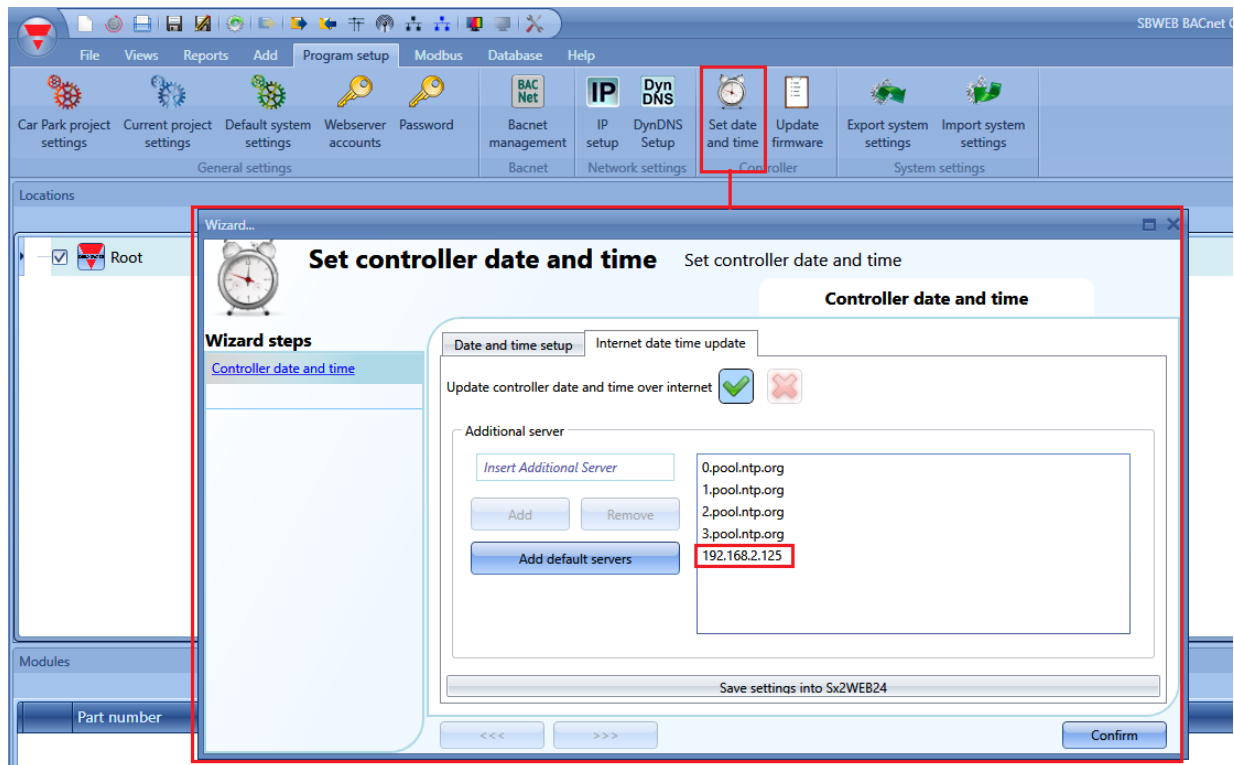 SBWEB BACnet
File Views Reports Add Program setup Modbus Database Help
BAC
Net
IP
Dyn
DNS
Car Park project
settings
Current project
settings
Default system
settings
Webserver
accounts
Password
Bacnet
management
IP
setup
DynDNS
Setup
Set date
and time
Update
firmware
Export system
settings
Import system
settings
General settings
Bacnet
Network settings
Controller
System settings
Locations
Root
Wizard...
Set controller date and time
Set controller date and time
Controller date and time
Wizard steps
Controller date and time
Date and time setup
Internet date time update
Update controller date and time over internet
Additional server
Insert Additional Server
Add
Remove
Add default servers
0.pool.ntp.org
1.pool.ntp.org
2.pool.ntp.org
3.pool.ntp.org
192.168.2.125
Save settings into Sx2WEB24
<<<
>>>
Confirm
Modules
Part number